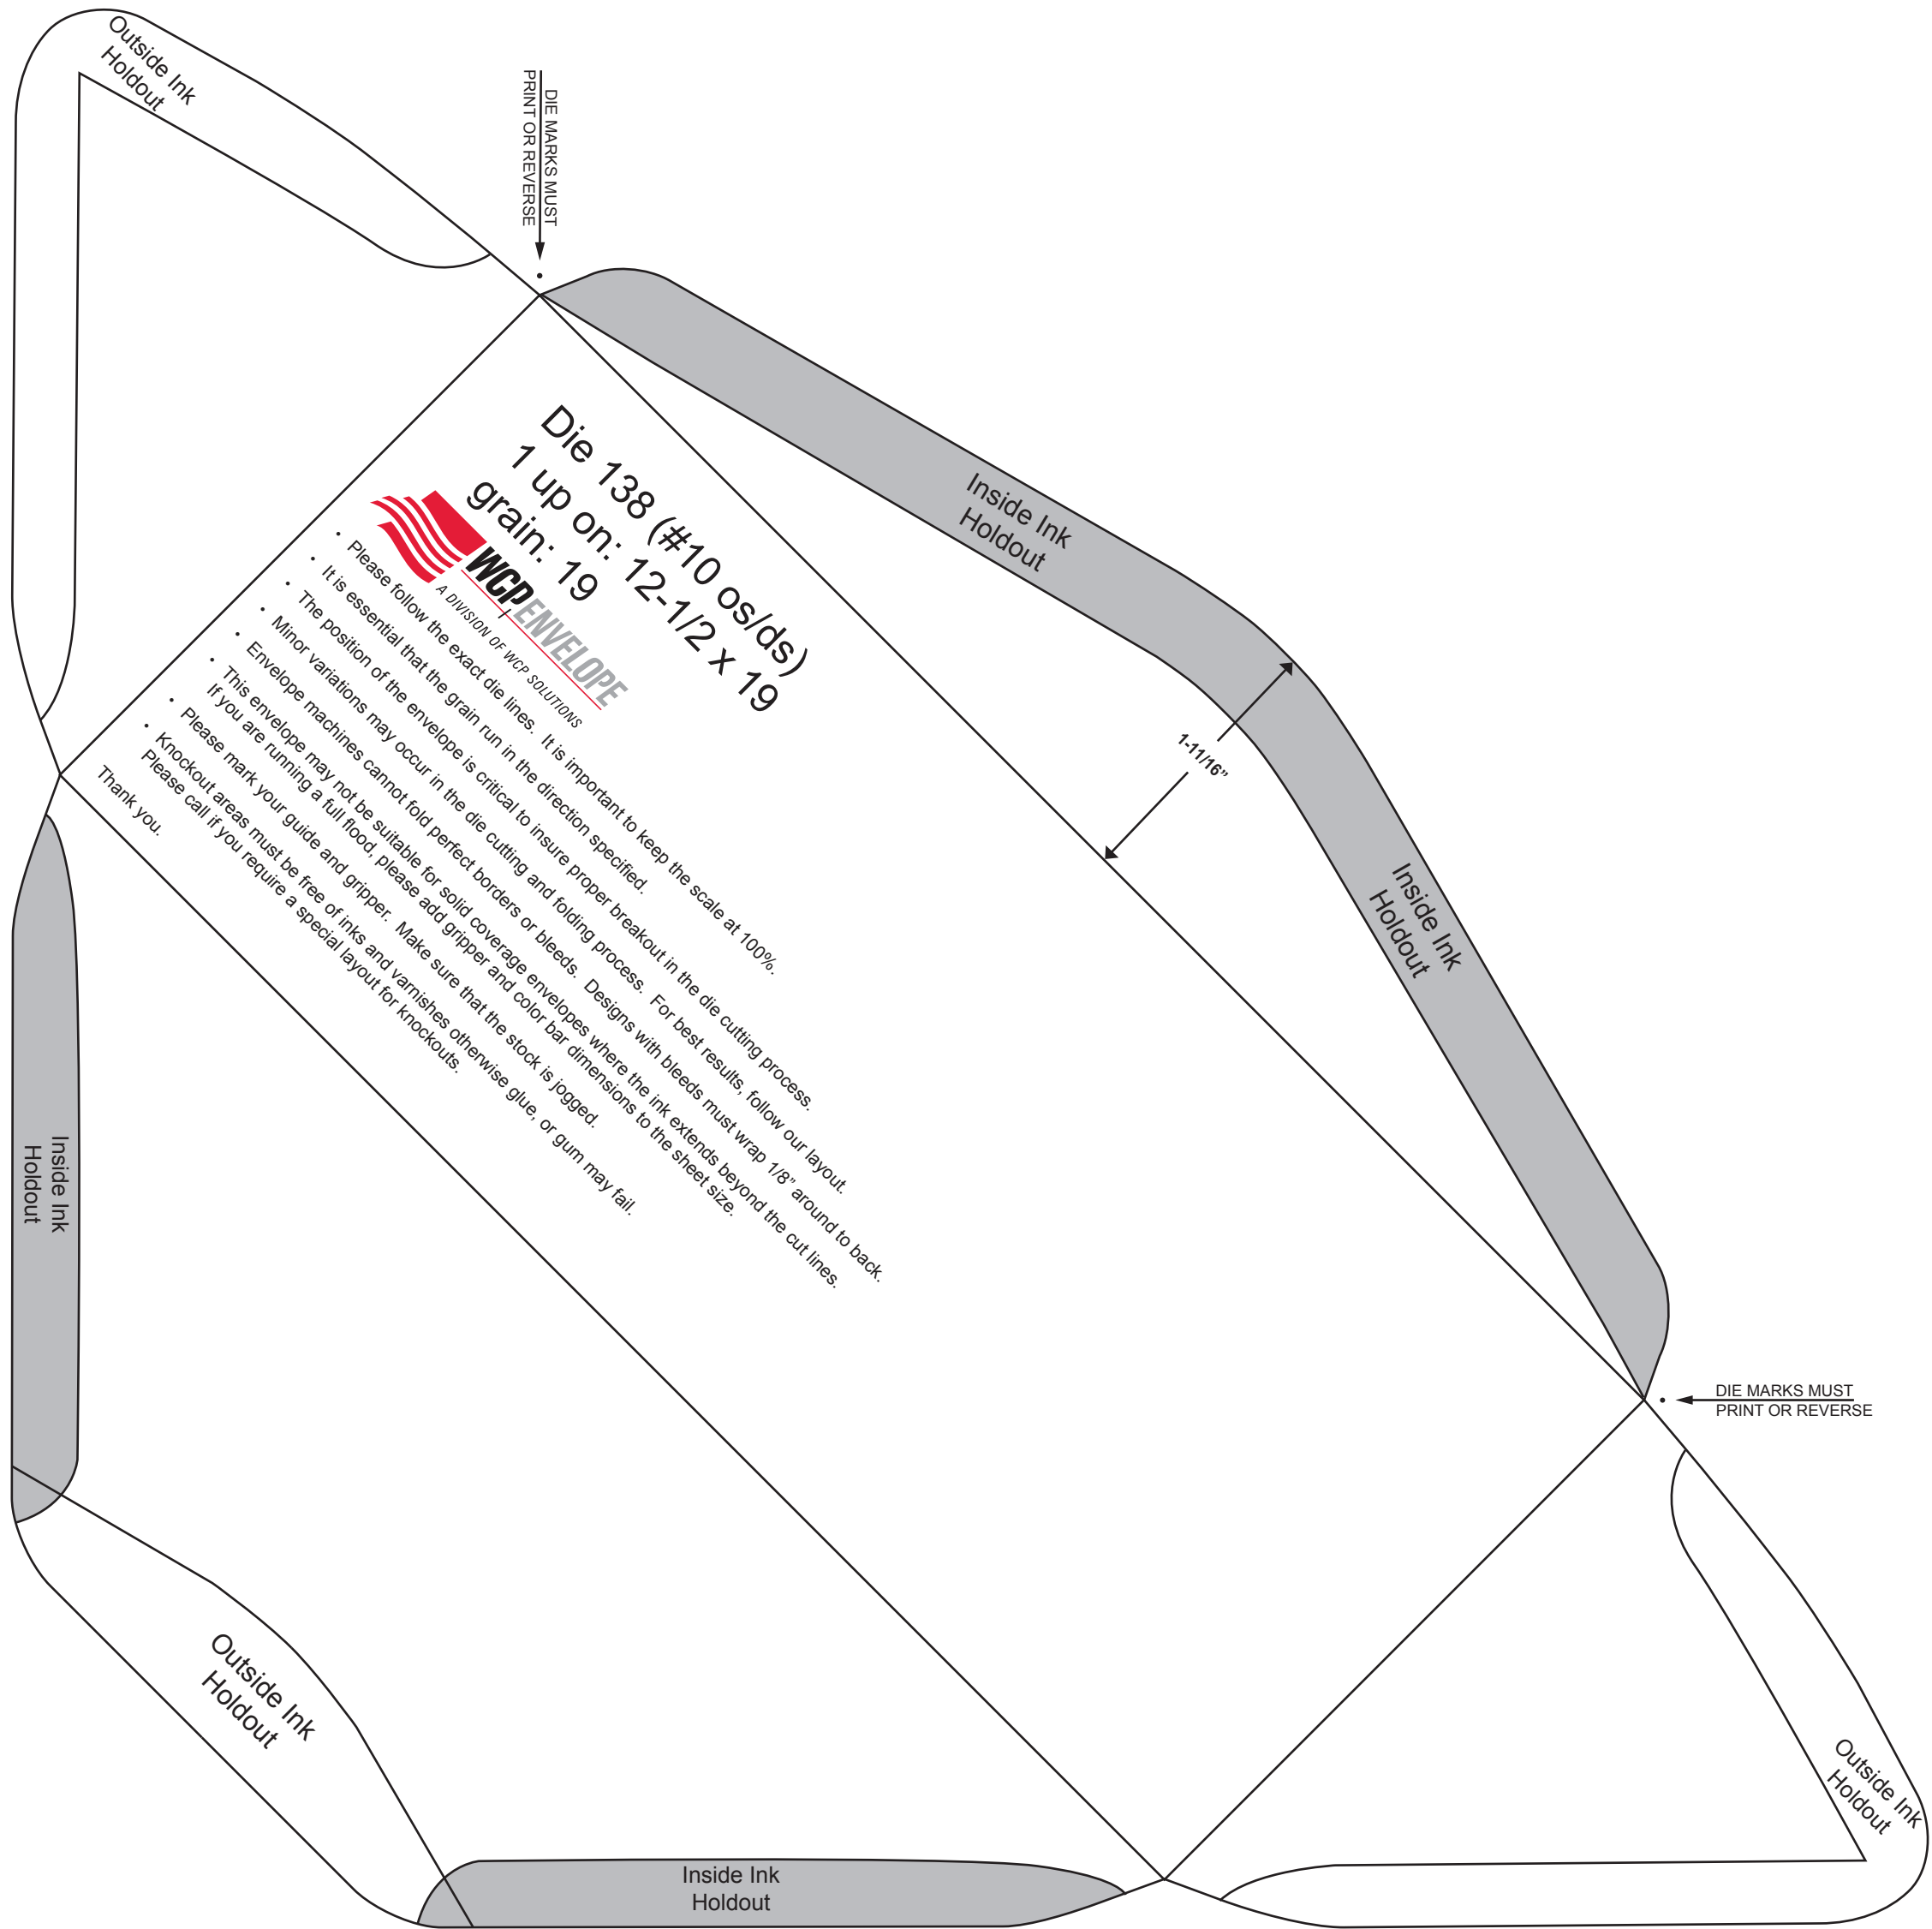 Outside Ink
Holdout
DIE MARKS MUST
PRINT OR REVERSE
Inside Ink
Holdout
Die 138 (#10 os/ds)
1 up on: 12-1/2 x 19
grain: 19
WCP ENVELOPE
A DIVISION OF WCP SOLUTIONS
• Please follow the exact die lines. It is important to keep the scale at 100%.
• It is essential that the grain run in the direction specified.
• The position of the envelope is critical to insure proper breakout in the die cutting process.
• Minor variations may occur in the die cutting and folding process. For best results, follow our layout.
• Envelope machines cannot fold perfect borders or bleeds. Designs with bleeds must wrap 1/8” around to back.
• This envelope may not be suitable for solid coverage envelopes where the ink extends beyond the cut lines.
If you are running a full flood, please add gripper and color bar dimensions to the sheet size.
• Please mark your guide and gripper. Make sure that the stock is jogged.
• Knockout areas must be free of inks and varnishes otherwise glue, or gum may fail.
Please call if you require a special layout for knockouts.
Thank you.
1-11/16”
Inside Ink
Holdout
Inside Ink
Holdout
DIE MARKS MUST
PRINT OR REVERSE
Outside Ink
Holdout
Outside Ink
Holdout
Inside Ink
Holdout